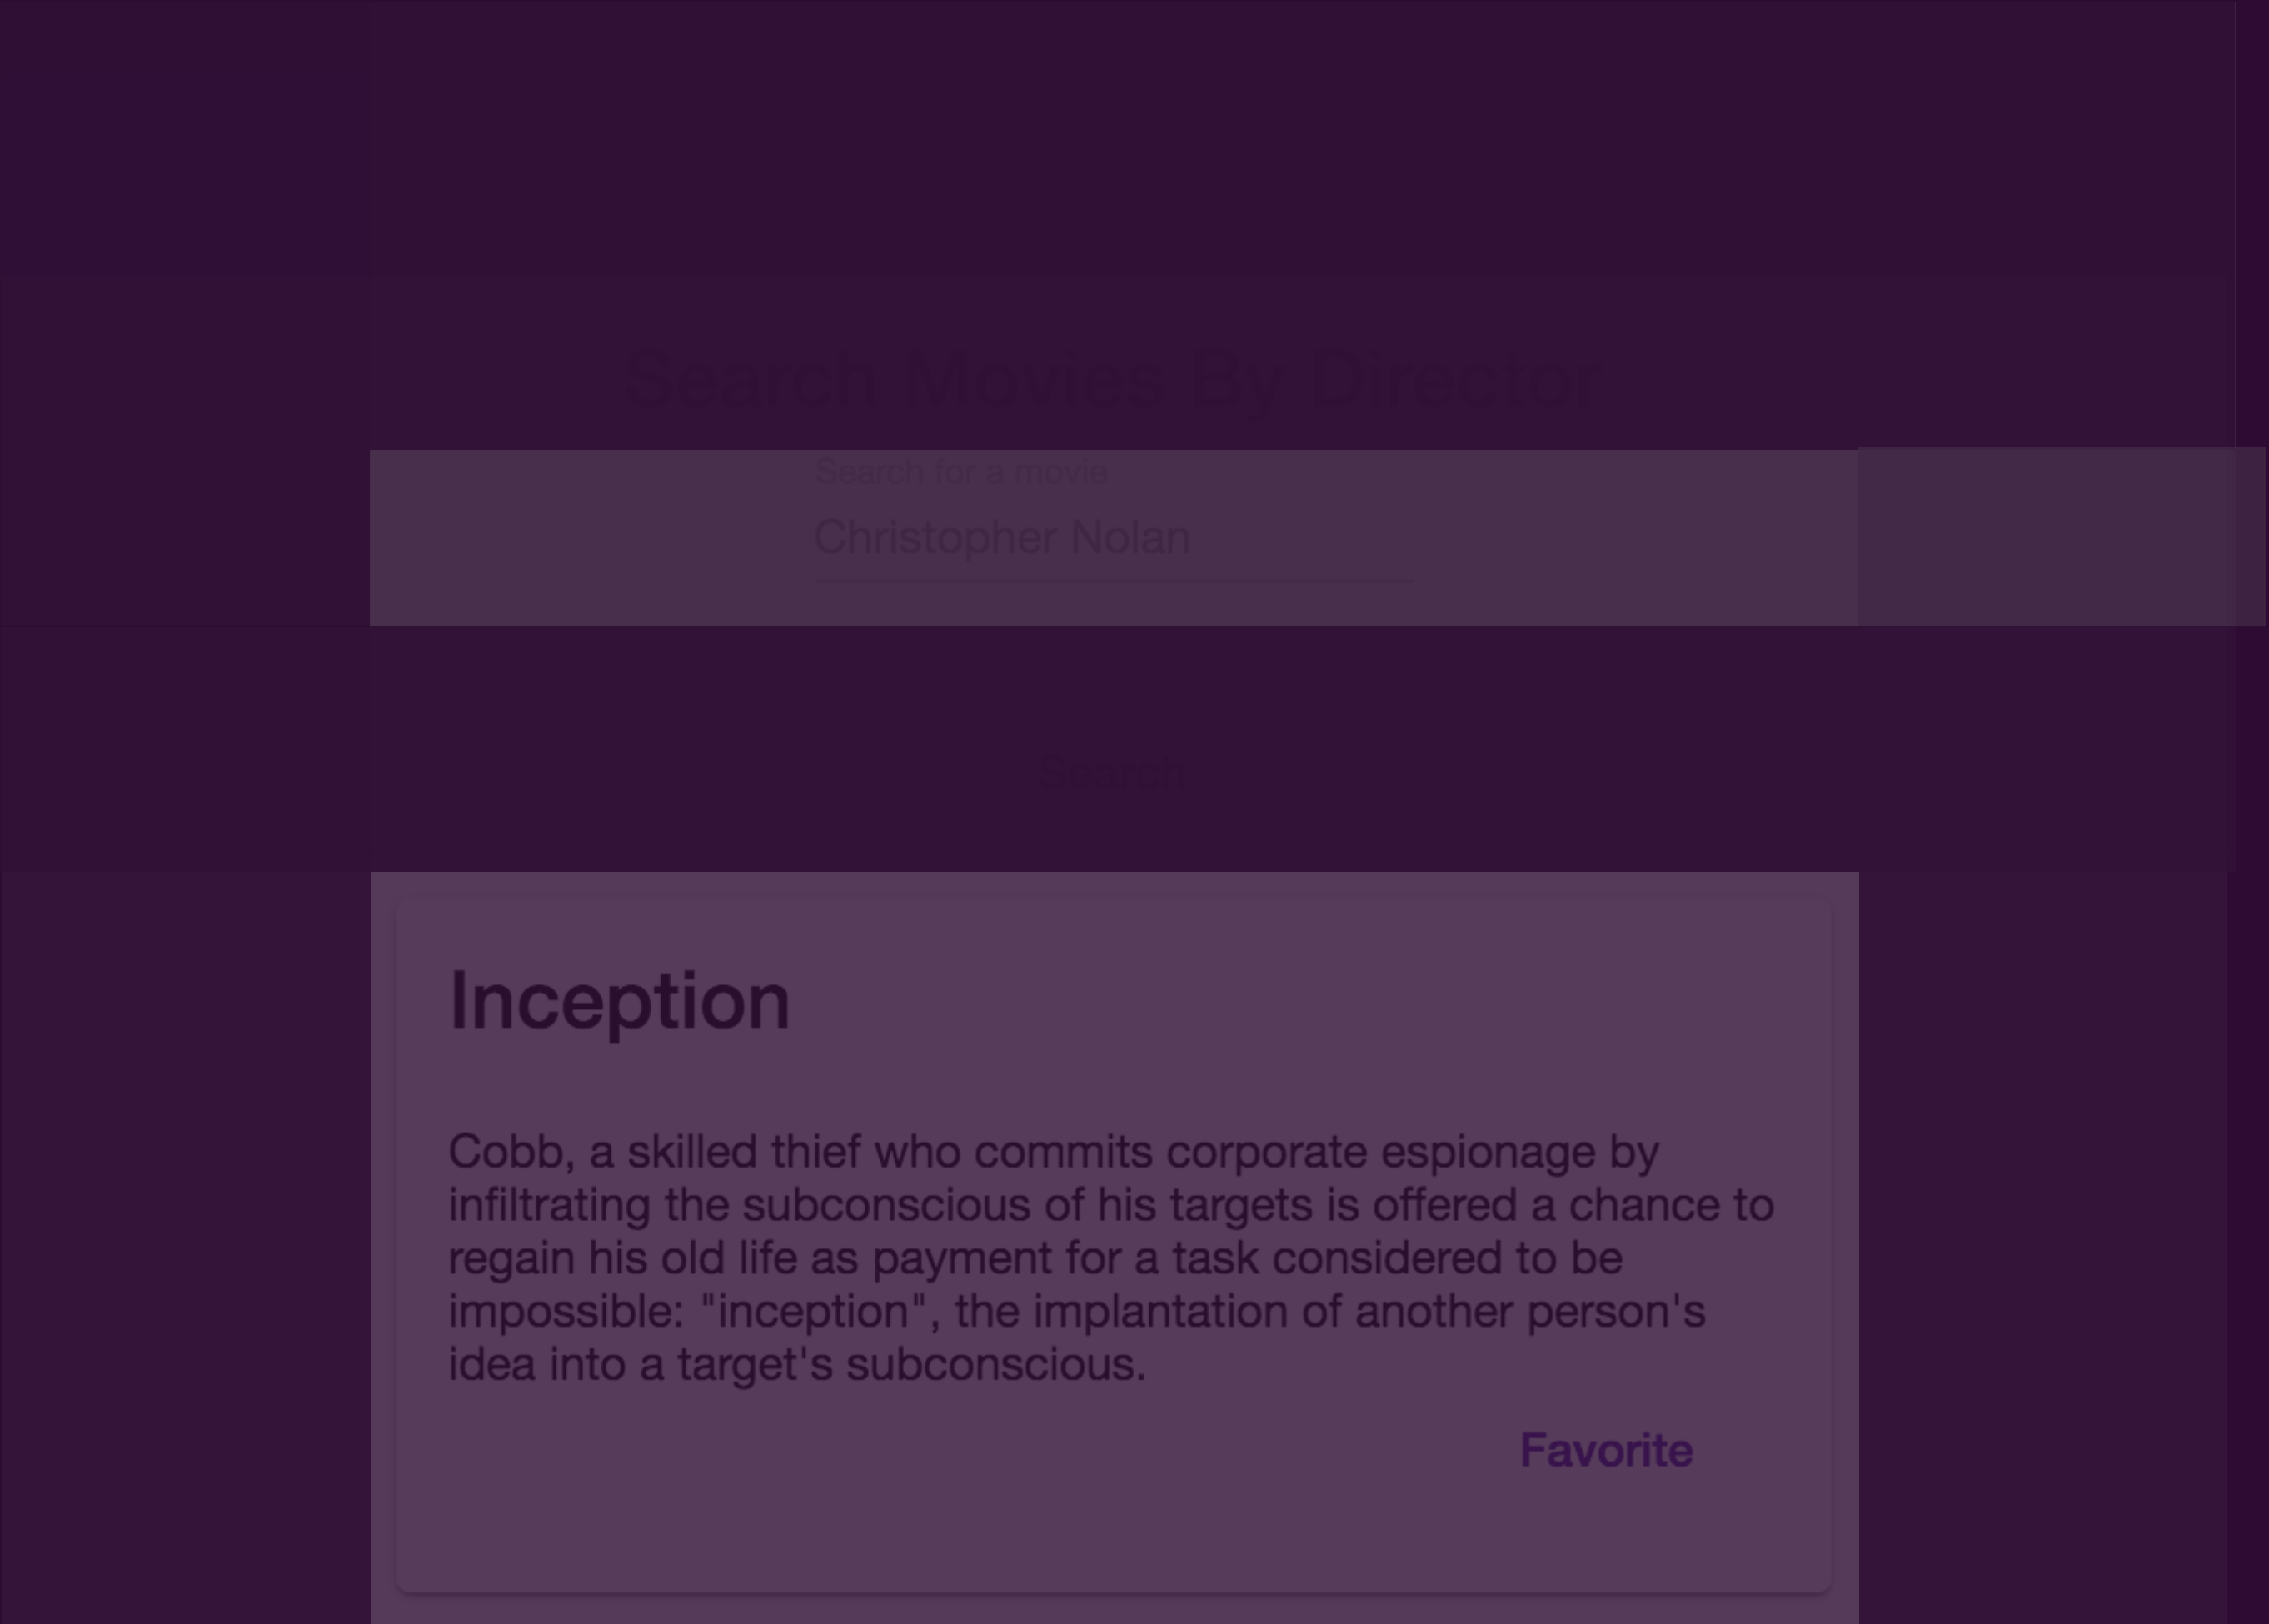 Search Movies By Director
Search for a movie
Christopher Nolan
Search
Inception
Cobb, a skilled thief who commits corporate espionage by
infiltrating the subconscious of his targets is offered a chance to
regain his old life as payment for a task considered to be
impossible: "inception", the implantation of another person's
idea into a target's subconscious.
Favorite